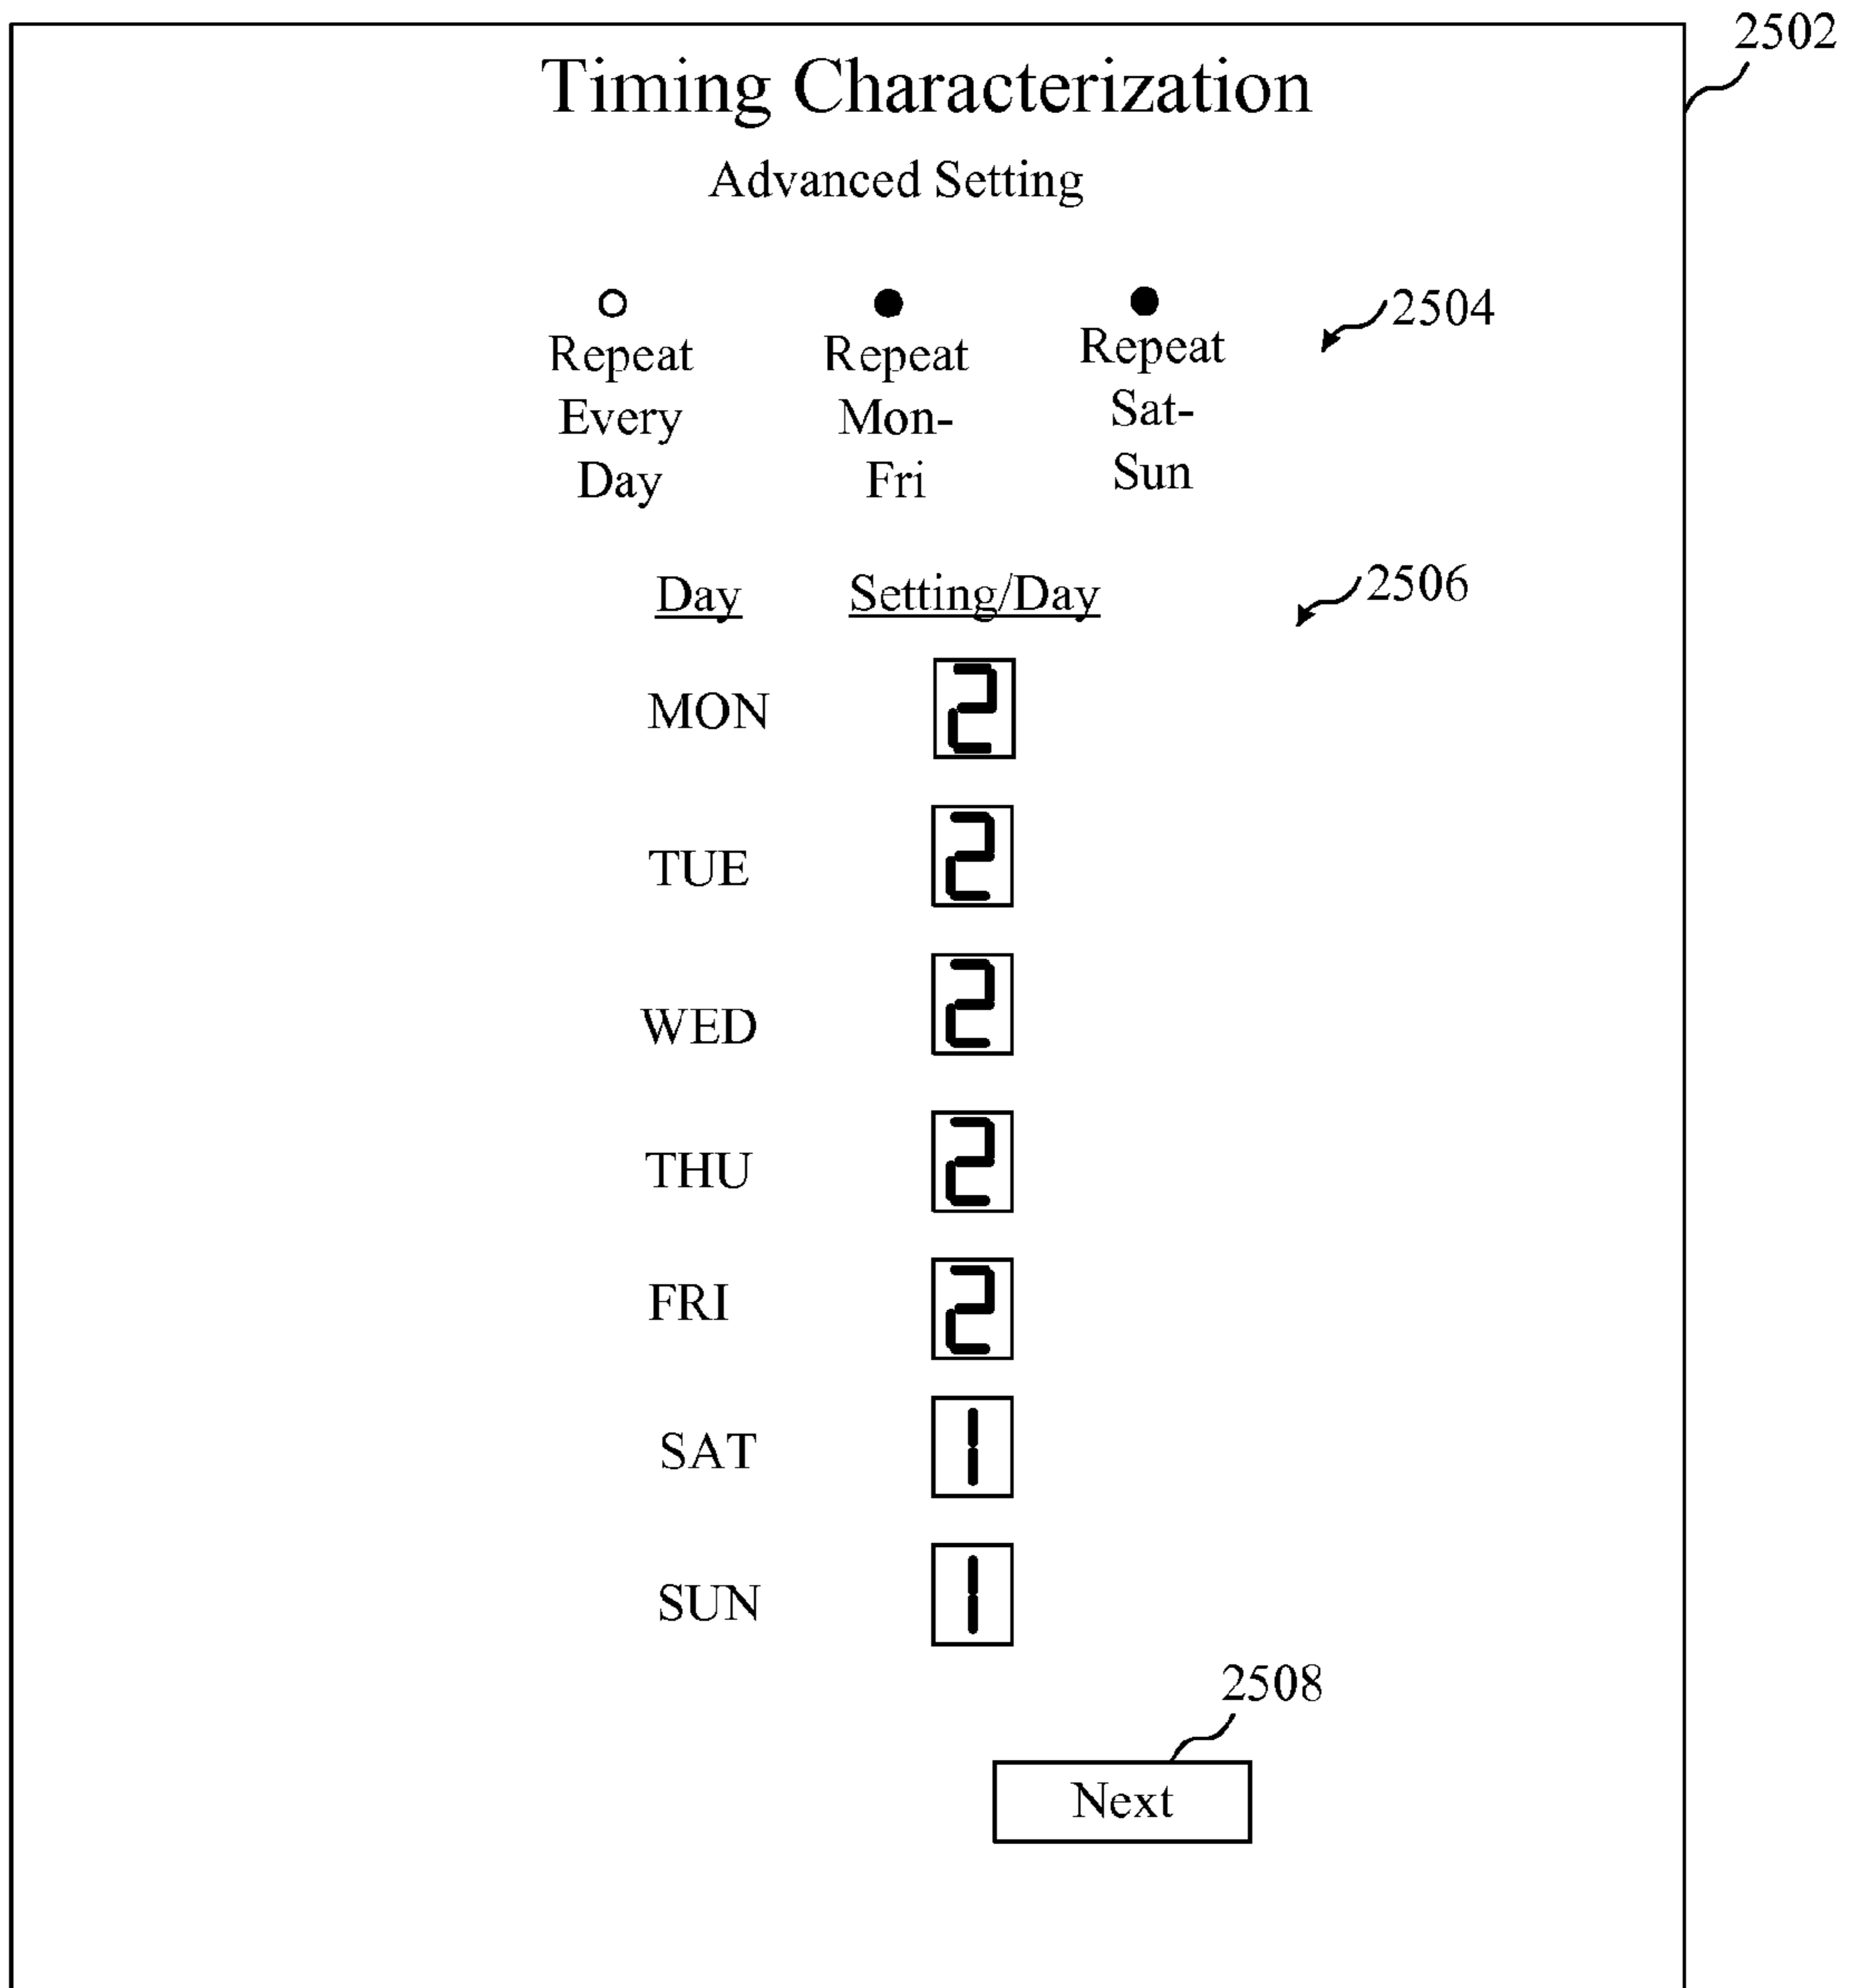 2502
Timing Characterization
Advanced Setting
2504
Repeat
Every
Day
Repeat
Mon-
Fri
Repeat
Sat-
Sun
2506
Day Setting/Day
MON 2
TUE 2
WED 2
THU 2
FRI 2
SAT 1
SUN 1
2508
Next